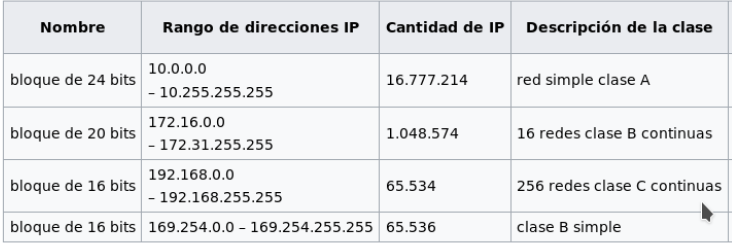 Nombre Rango de direcciones IP Cantidad de IP Descripción de la clase
bloque de 24 bits 10.0.0.0 – 10.255.255.255 16.777.214 red simple clase A
bloque de 20 bits 172.16.0.0 – 172.31.255.255 1.048.574 16 redes clase B continuas
bloque de 16 bits 192.168.0.0 – 192.168.255.255 65.534 256 redes clase C continuas
bloque de 16 bits 169.254.0.0 – 169.254.255.255 65.536 clase B simple